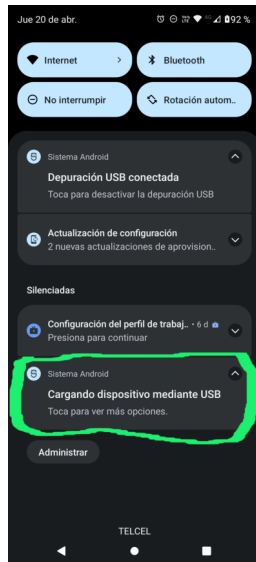 Jue 20 de abr. 92 %
Internet
Bluetooth
No interrumpir
Rotación autom..
Sistema Android
Depuración USB conectada
Toca para desactivar la depuración USB
Actualización de configuración
2 nuevas actualizaciones de aprovision..
Silenciadas
Configuración del perfil de trabaj.. • 6 d
Presiona para continuar
Sistema Android
Cargando dispositivo mediante USB
Toca para ver más opciones.
Administrar
TELCEL